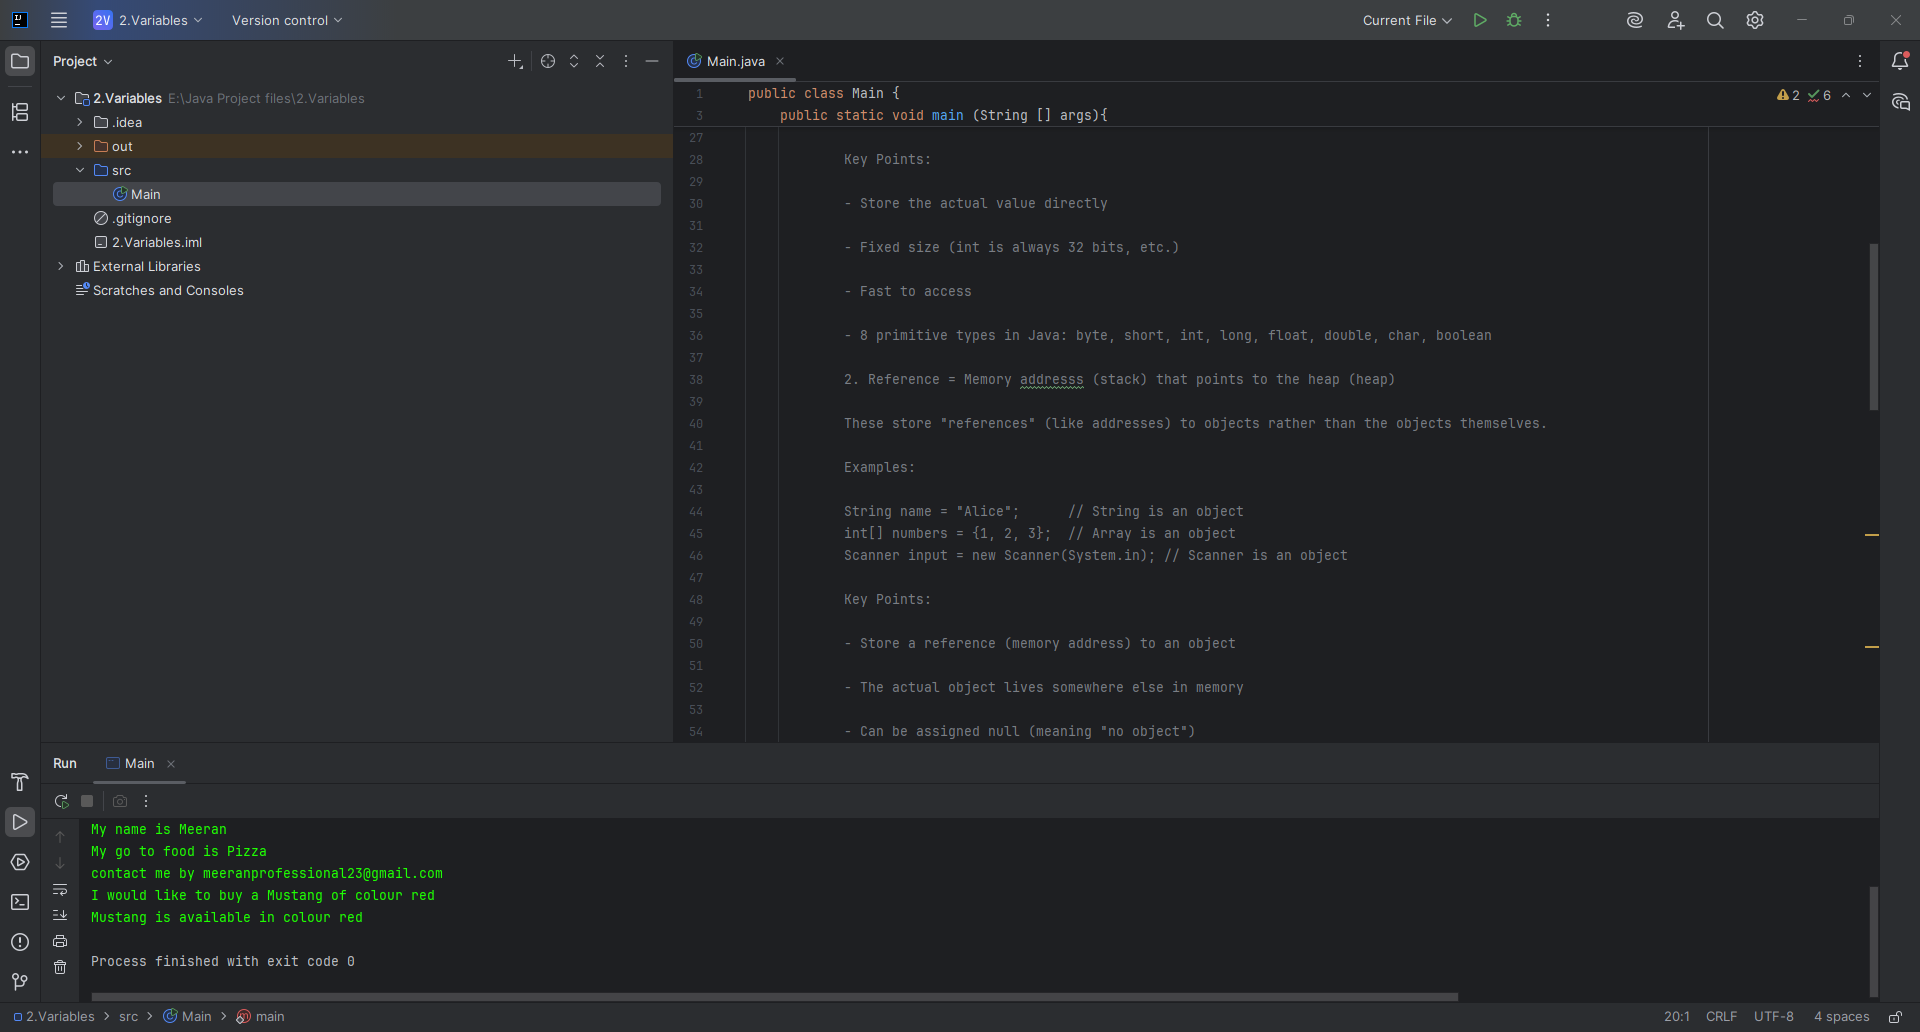 2V 2.Variables Version control Current File
Project
Main.java
2.Variables E:\Java Project files\2.Variables
.idea
out
src
Main
.gitignore
2.Variables.iml
External Libraries
Scratches and Consoles
2 6
1 public class Main {
3 public static void main (String [] args){
27
28 Key Points:
29
30 - Store the actual value directly
31
32 - Fixed size (int is always 32 bits, etc.)
33
34 - Fast to access
35
36 - 8 primitive types in Java: byte, short, int, long, float, double, char, boolean
37
38 2. Reference = Memory addresss (stack) that points to the heap (heap)
39
40 These store "references" (like addresses) to objects rather than the objects themselves.
41
42 Examples:
43
44 String name = "Alice";      // String is an object
45 int[] numbers = {1, 2, 3};  // Array is an object
46 Scanner input = new Scanner(System.in); // Scanner is an object
47
48 Key Points:
49
50 - Store a reference (memory address) to an object
51
52 - The actual object lives somewhere else in memory
53
54 - Can be assigned null (meaning "no object")
Run Main
My name is Meeran
My go to food is Pizza
contact me by meeranprofessional23@gmail.com
I would like to buy a Mustang of colour red
Mustang is available in colour red
Process finished with exit code 0
2.Variables > src > Main > main 20:1 CRLF UTF-8 4 spaces